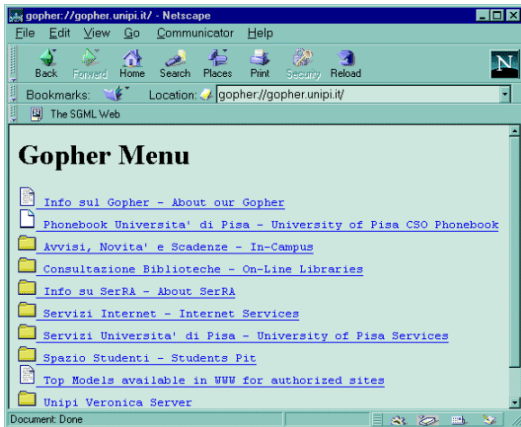 gopher://gopher.unipi.it/ - Netscape
File Edit View Go Communicator Help
Back Forward Home Search Places Print Security Reload
N
Bookmarks: Location: gopher://gopher.unipi.it/
The SGML Web
Gopher Menu
Info sul Gopher - About our Gopher
Phonebook Universita' di Pisa - University of Pisa CSO Phonebook
Avvisi, Novita' e Scadenze - In-Campus
Consultazione Biblioteche - On-Line Libraries
Info su SerRA - About SerRA
Servizi Internet - Internet Services
Servizi Universita' di Pisa - University of Pisa Services
Spazio Studenti - Students Pit
Top Models available in WWW for authorized sites
Unipi Veronica Server
Document: Done